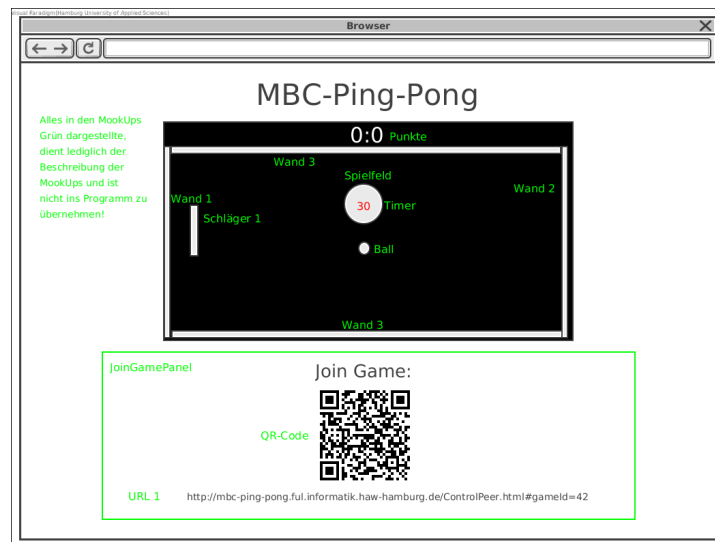 Visual Paradigm(Hamburg University of Applied Sciences)
Browser
MBC-Ping-Pong
Alles in den MookUps
Grün dargestellte,
dient lediglich der
Beschreibung der
MookUps und ist
nicht ins Programm zu
übernehmen!
0:0 Punkte
Wand 3
Spielfeld
Wand 2
Wand 1
30 Timer
Schläger 1
Ball
Wand 3
JoinGamePanel
Join Game:
QR-Code
URL 1 http://mbc-ping-pong.ful.informatik.haw-hamburg.de/ControlPeer.html#gameId=42